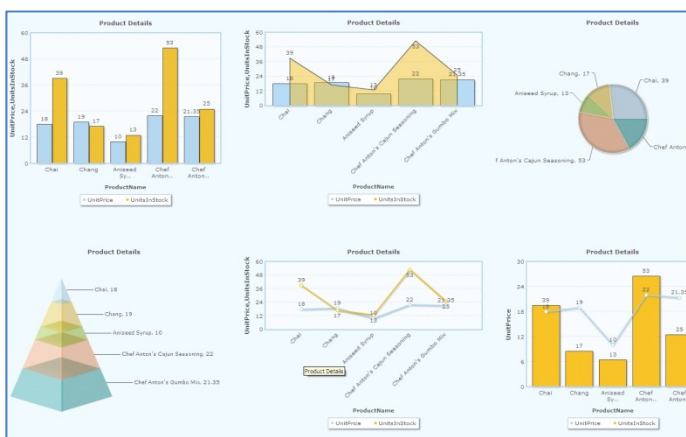 Product Details
UnitPrice,UnitsInStock
60
48
36
24
12
0
18
39
19
17
10
13
22
53
21.35
25
Chai
Chang
Aniseed Sy...
Chef Anton...
Chef Anton...
ProductName
UnitPrice
UnitsInStock
Product Details
UnitPrice,UnitsInStock
60
48
36
24
12
0
39
18
19
17
53
22
25
21.35
Chai
Chang
Aniseed Syrup
Chef Anton's Cajun Seasoning
Chef Anton's Gumbo Mix
ProductName
UnitPrice
UnitsInStock
Product Details
Chang, 17
Chai, 39
Aniseed Syrup, 13
Anton's Cajun Seasoning, 53
Chef Anton
Product Details
Chai, 18
Chang, 19
Aniseed Syrup, 10
Chef Anton's Cajun Seasoning, 22
Chef Anton's Gumbo Mix, 21.35
Product Details
UnitPrice,UnitsInStock
60
48
36
24
12
0
39
18
19
17
53
22
21.35
Chai
Chang
Aniseed Syrup
Chef Anton's Cajun Seasoning
Chef Anton's Gumbo Mix
Product Details
ProductName
UnitPrice
UnitsInStock
Product Details
UnitPrice
30
24
18
12
6
0
39
19
17
10
13
53
22
21.35
25
Chai
Chang
Aniseed Sy...
Chef Anton...
Chef Anton...
ProductName
UnitPrice
UnitsInStock